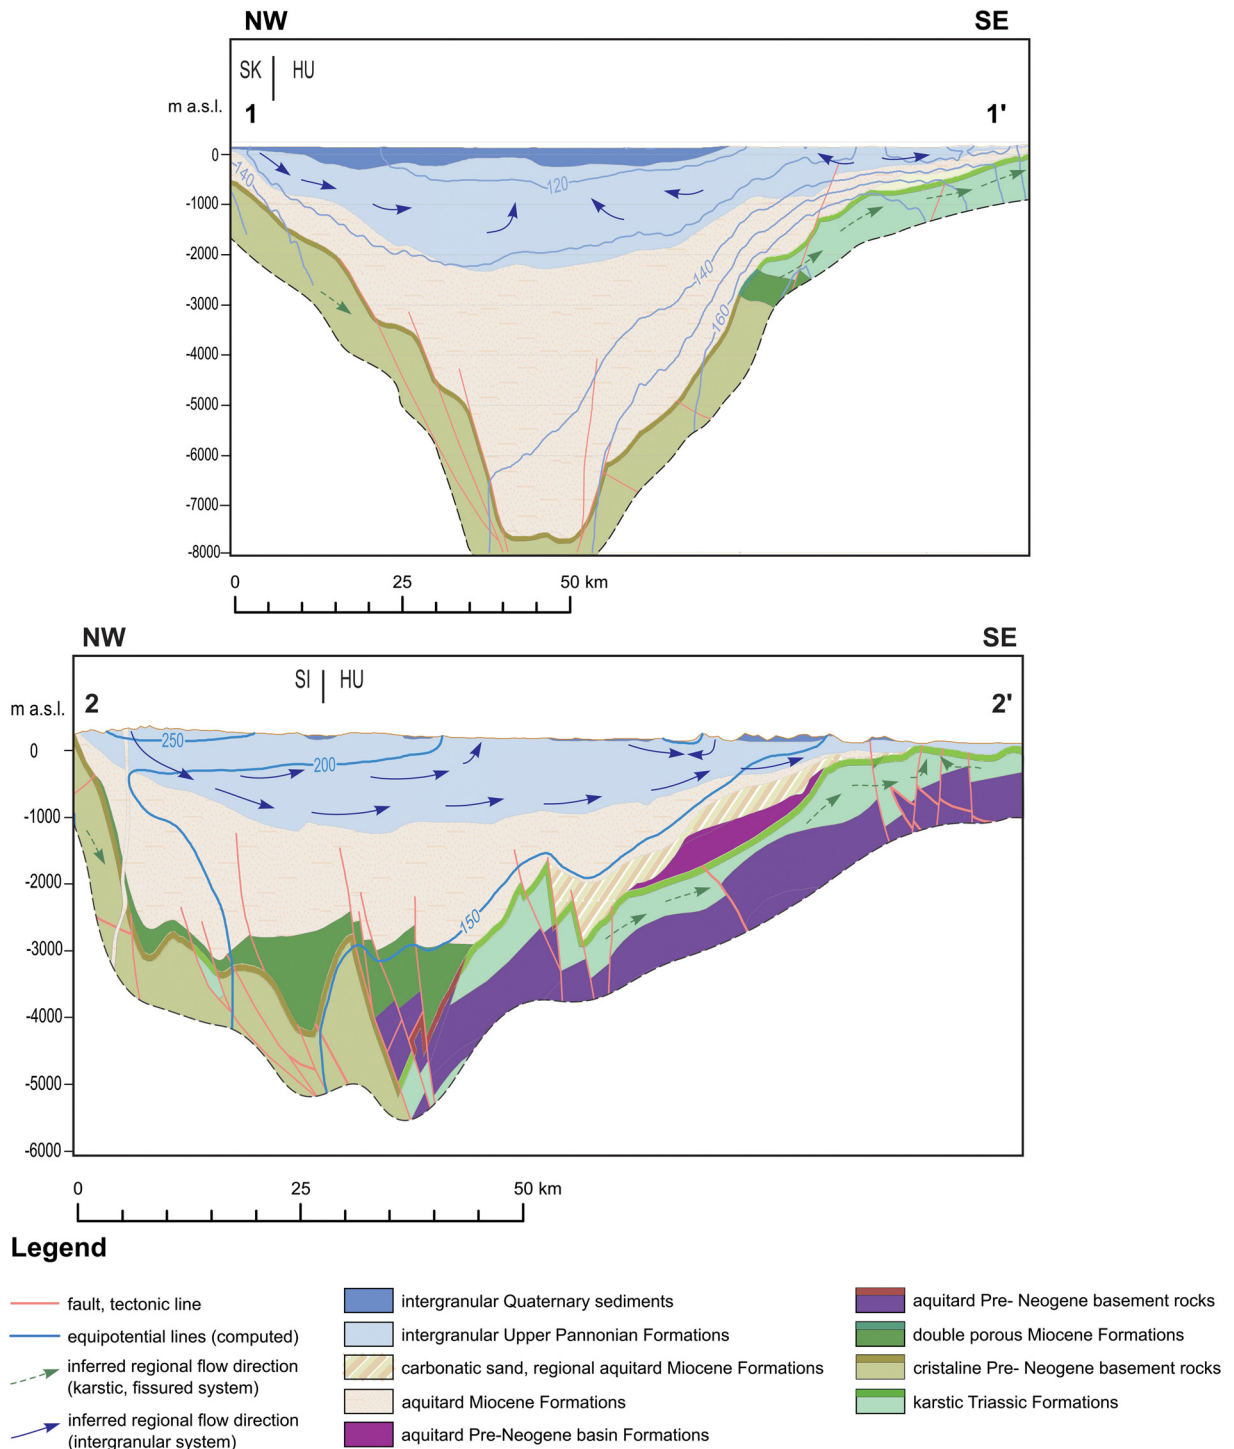 NW SE
SK | HU
m a.s.l. 1 1'
0
140
120
-1000
-2000
140
-3000
160
-4000
-5000
-6000
-7000
-8000
0 25 50 km
NW SE
SI | HU
m a.s.l. 2 2'
250
0
200
-1000
-2000
150
-3000
-4000
-5000
-6000
0 25 50 km
Legend
fault, tectonic line
equipotential lines (computed)
inferred regional flow direction
(karstic, fissured system)
inferred regional flow direction
(intergranular system)
intergranular Quaternary sediments
intergranular Upper Pannonian Formations
carbonatic sand, regional aquitard Miocene Formations
aquitard Miocene Formations
aquitard Pre-Neogene basin Formations
aquitard Pre- Neogene basement rocks
double porous Miocene Formations
cristaline Pre- Neogene basement rocks
karstic Triassic Formations